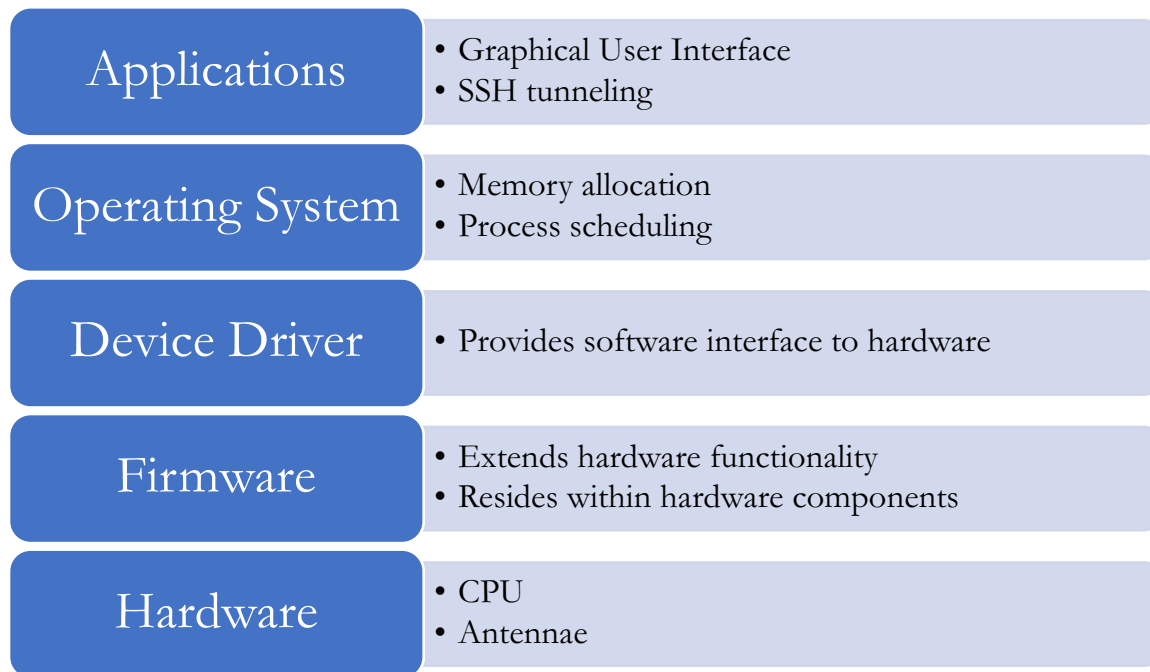 Applications
• Graphical User Interface
• SSH tunneling
Operating System
• Memory allocation
• Process scheduling
Device Driver
• Provides software interface to hardware
Firmware
• Extends hardware functionality
• Resides within hardware components
Hardware
• CPU
• Antennae